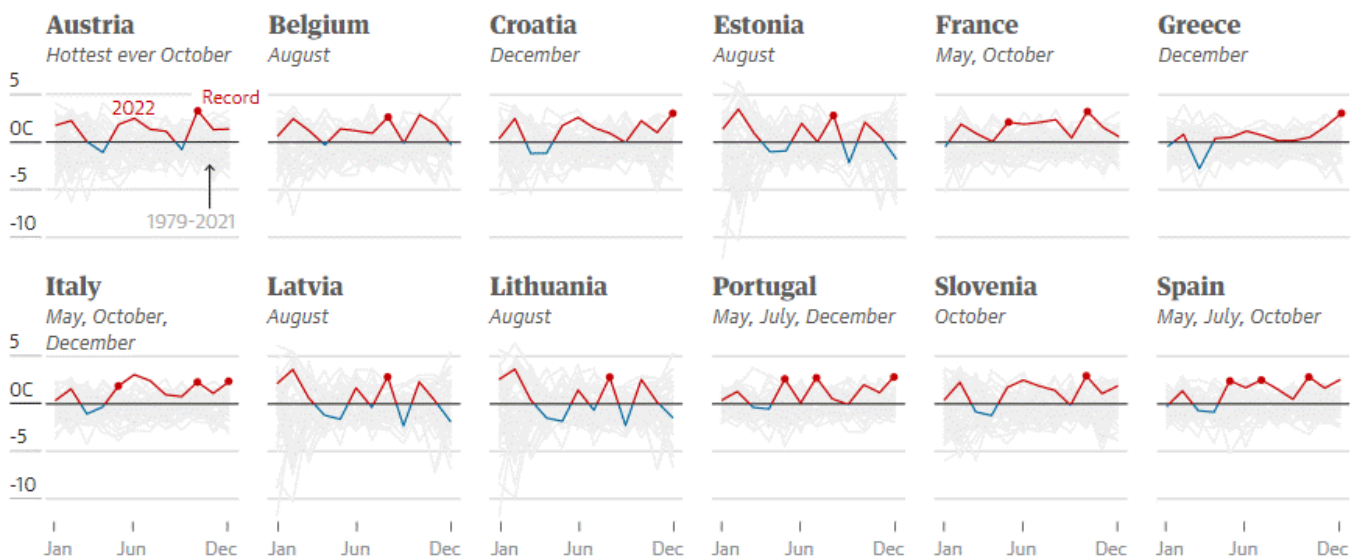 Austria
Hottest ever October
Belgium
August
Croatia
December
Estonia
August
France
May, October
Greece
December
5
0C
-5
-10
2022
Record
1979-2021
Italy
May, October,
December
Latvia
August
Lithuania
August
Portugal
May, July, December
Slovenia
October
Spain
May, July, October
5
0C
-5
-10
Jan Jun Dec
Jan Jun Dec
Jan Jun Dec
Jan Jun Dec
Jan Jun Dec
Jan Jun Dec